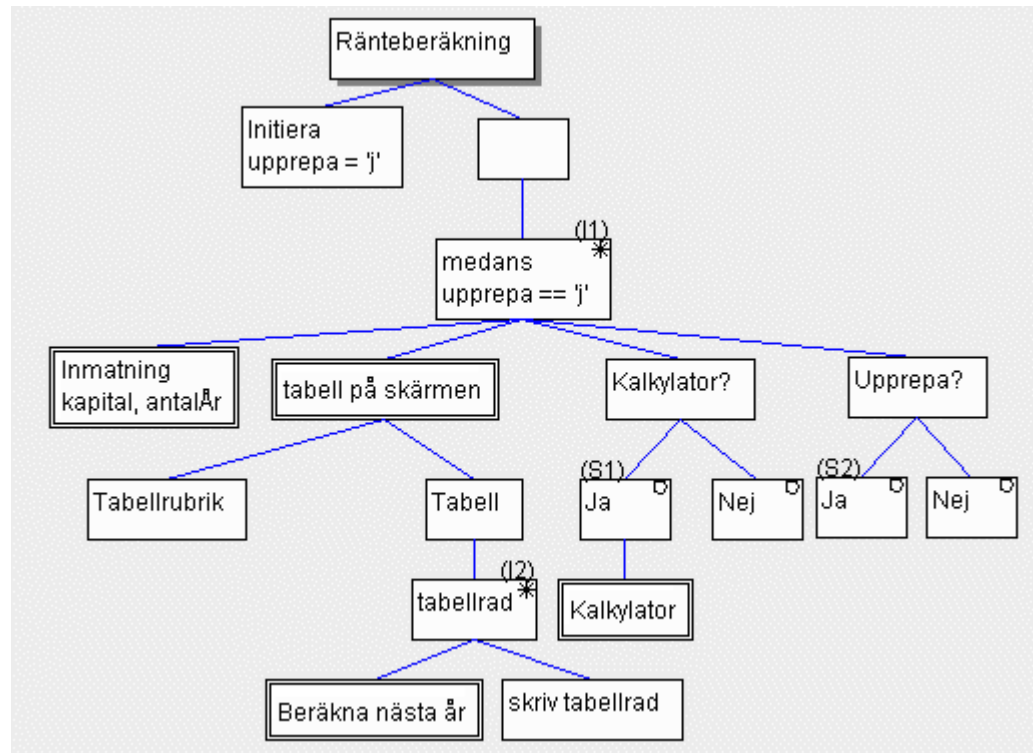 Ränteberäkning
Initiera
upprepa = 'j'
(I1)
medans
upprepa == 'j'
Inmatning
kapital, antalÅr
tabell på skärmen
Kalkylator?
Upprepa?
Tabellrubrik
Tabell
(S1)
Ja
Nej
(S2)
Ja
Nej
(I2)
tabellrad
Kalkylator
Beräkna nästa år
skriv tabellrad